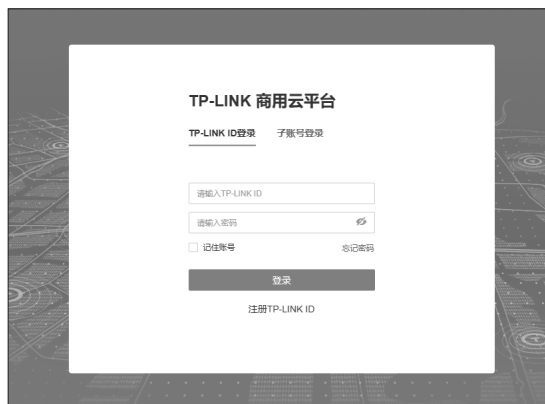 TP-LINK 商用云平台
TP-LINK ID登录 子账号登录
请输入TP-LINK ID
请输入密码
记住账号 忘记密码
登录
注册TP-LINK ID